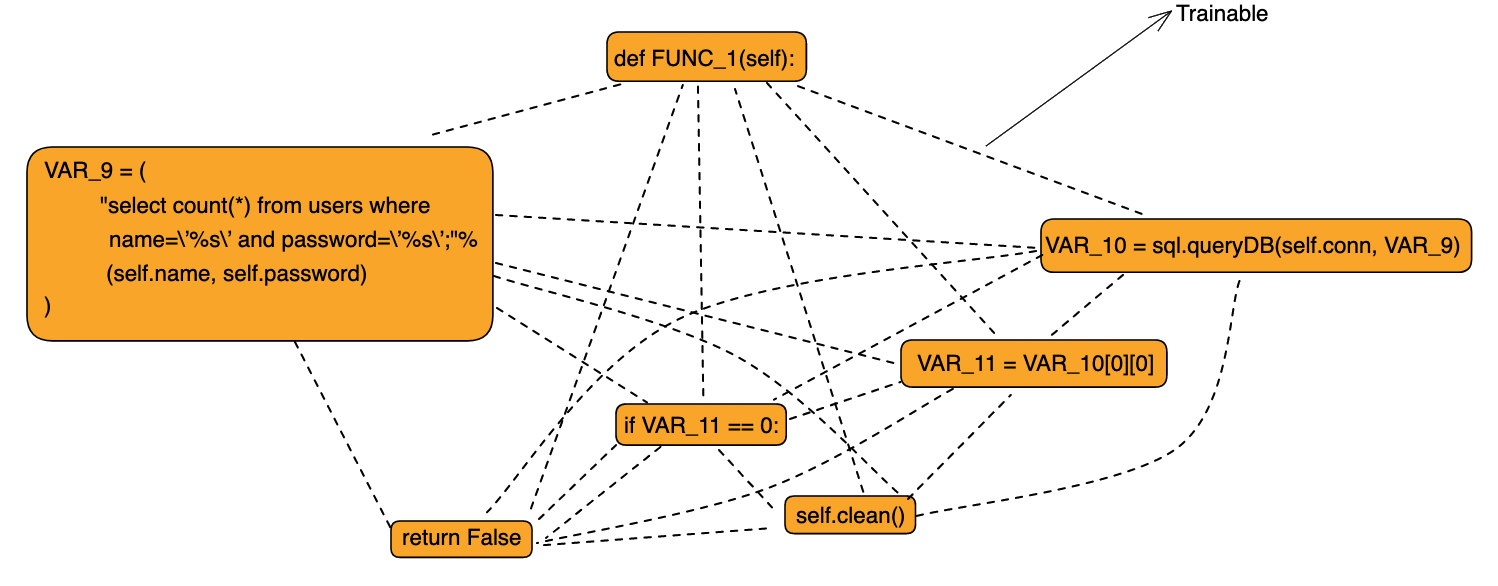 Trainable
def FUNC_1(self):
VAR_9 = (
"select count(*) from users where
name=\’%s\’ and password=\’%s\’;"%
(self.name, self.password)
)
VAR_10 = sql.queryDB(self.conn, VAR_9)
VAR_11 = VAR_10[0][0]
if VAR_11 == 0:
self.clean()
return False